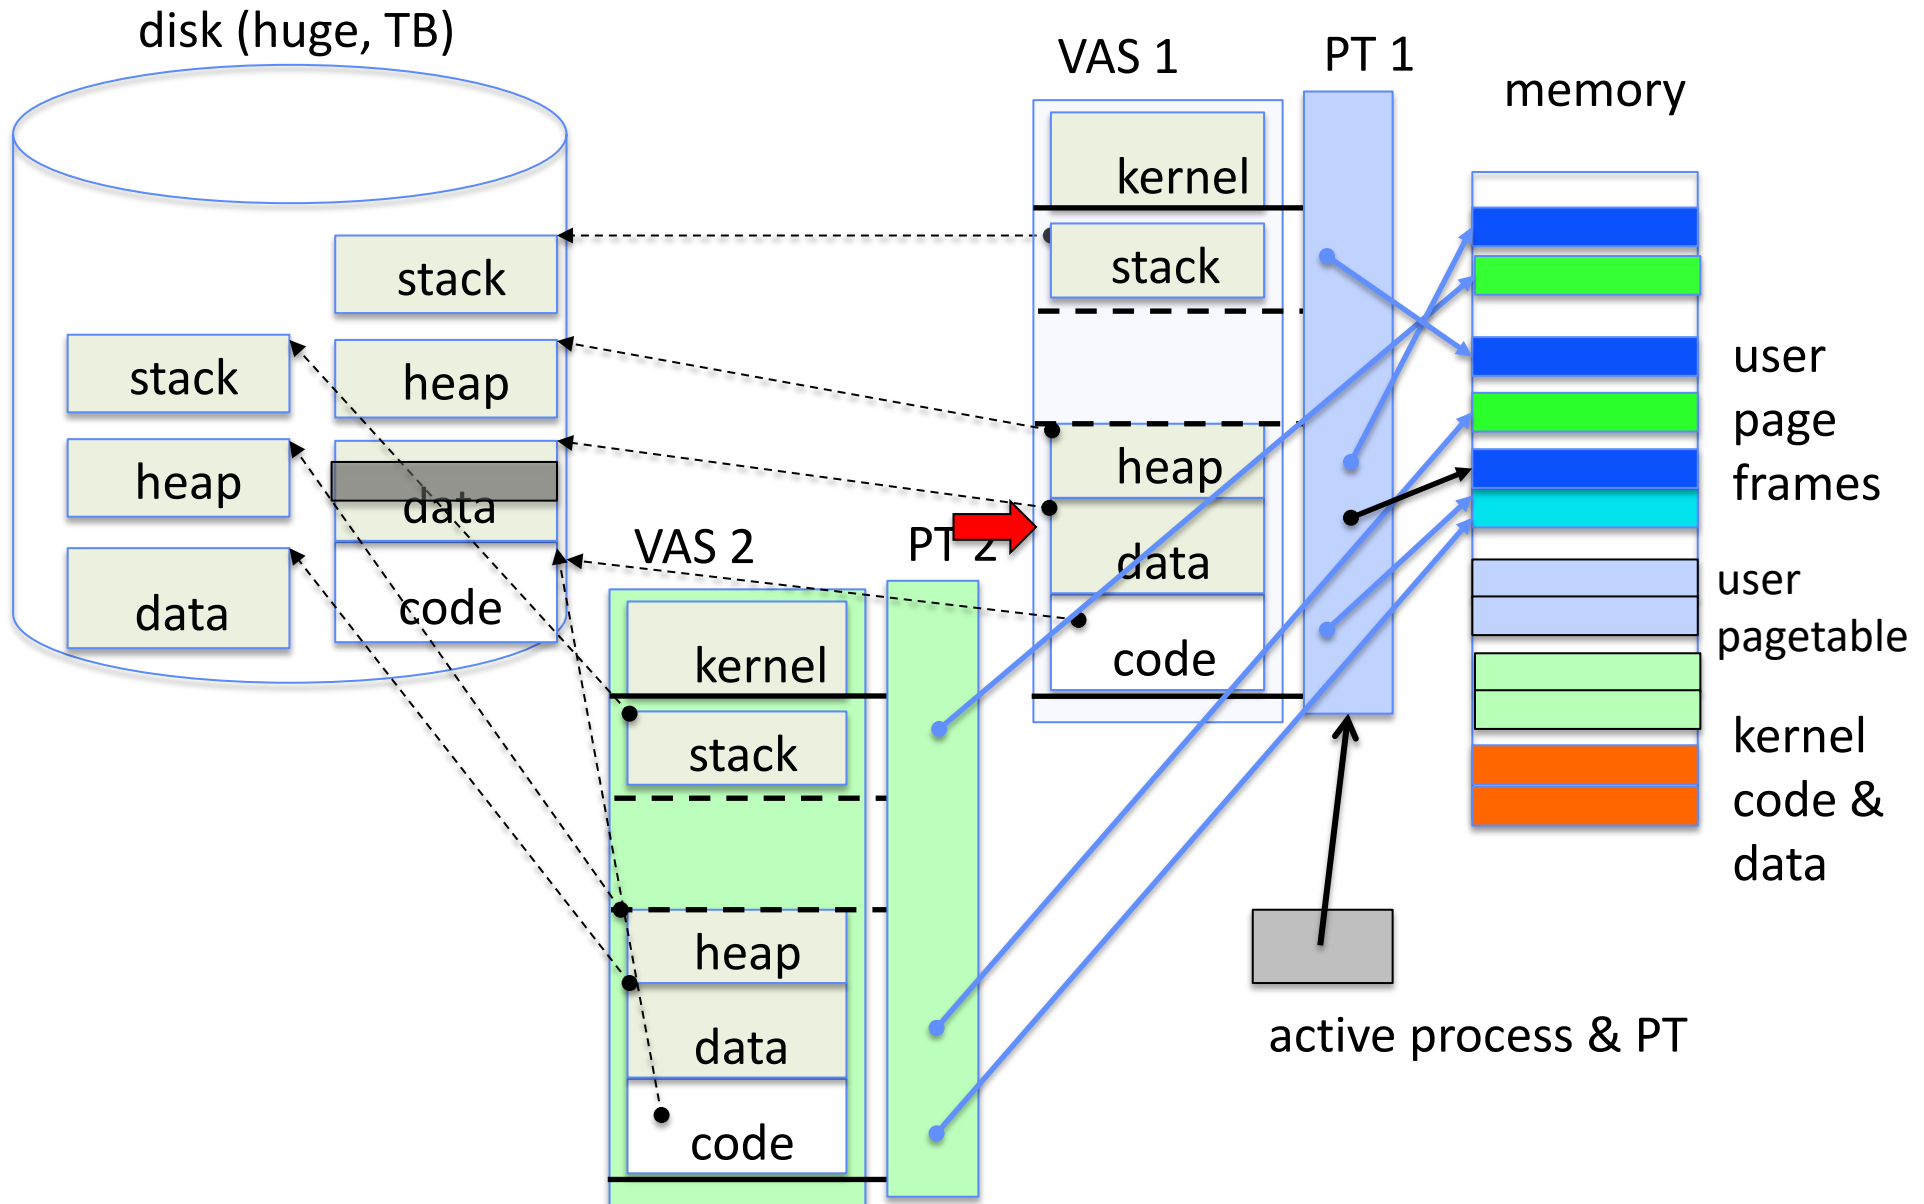 disk (huge, TB)
stack
heap
data
code
stack
heap
data
VAS 1
PT 1
kernel
stack
heap
data
code
VAS 2
PT 2
kernel
stack
heap
data
code
memory
user
page
frames
user
pagetable
kernel
code &
data
active process & PT